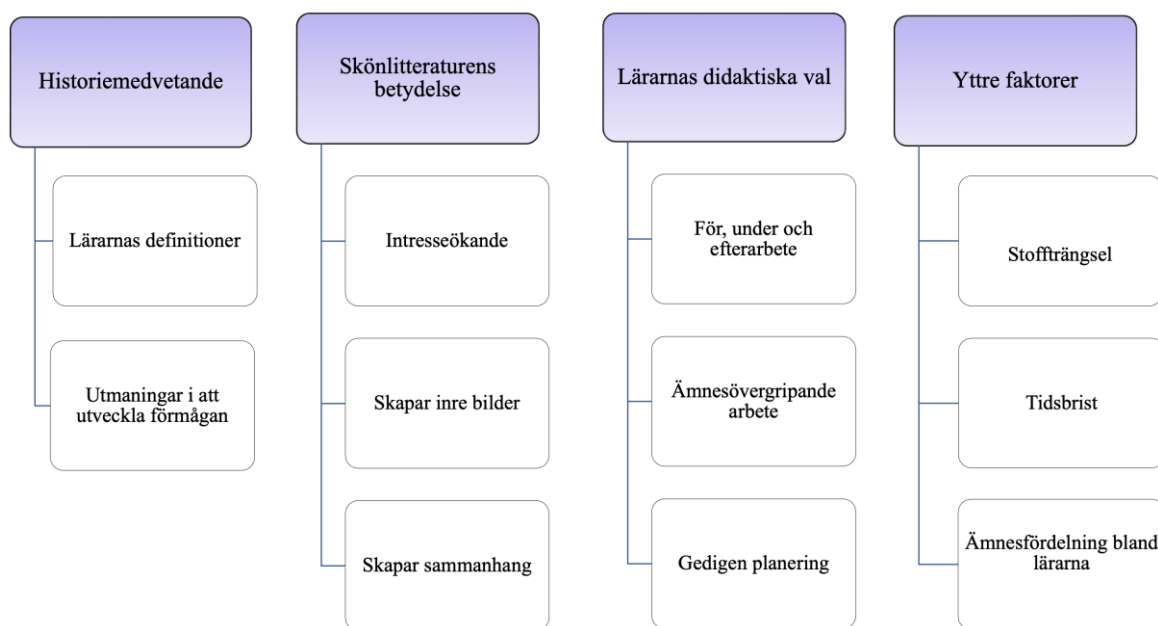 Historiemedvetande
Lärarnas definitioner
Utmaningar i att
utveckla förmågan
Skönlitteraturens
betydelse
Intresseökande
Skapar inre bilder
Skapar sammanhang
Lärarnas didaktiska val
För, under och
efterarbete
Ämnesövergripande
arbete
Gedigen planering
Yttre faktorer
Stoffträngsel
Tidsbrist
Ämnesfördelning bland
lärarna